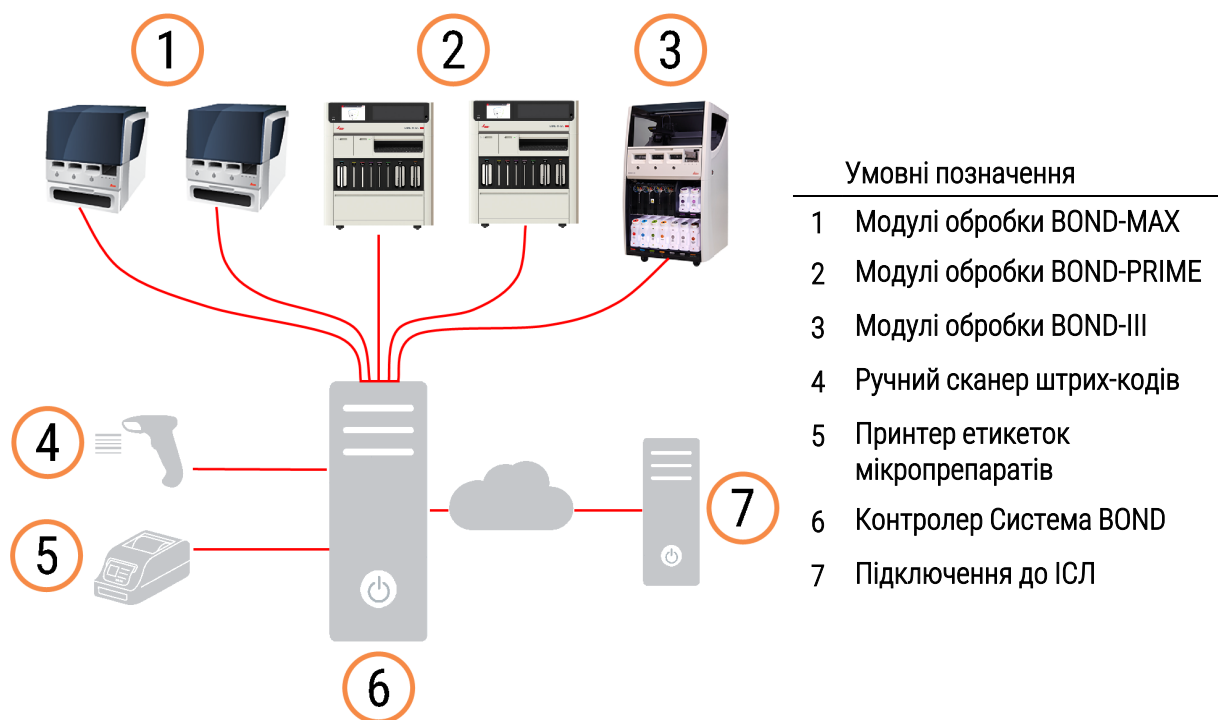 1
2
3
4
5
6
7
Умовні позначення
1 Модулі обробки BOND-MAX
2 Модулі обробки BOND-PRIME
3 Модулі обробки BOND-III
4 Ручний сканер штрих-кодів
5 Принтер етикеток
мікропрепаратів
6 Контролер Система BOND
7 Підключення до ІСЛ